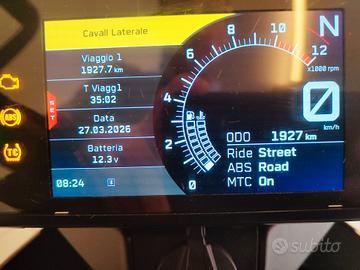 Cavall Laterale
Viaggio 1
1927.7 km
T Viagg1
35:02
Data
27.03.2026
Batteria
12.3 v
08:24
SET
ABS
TC
0
2
4
6
8
10
12
x1000 rpm
N
0
km/h
ODO 1927 km
Ride Street
ABS Road
MTC On
subito